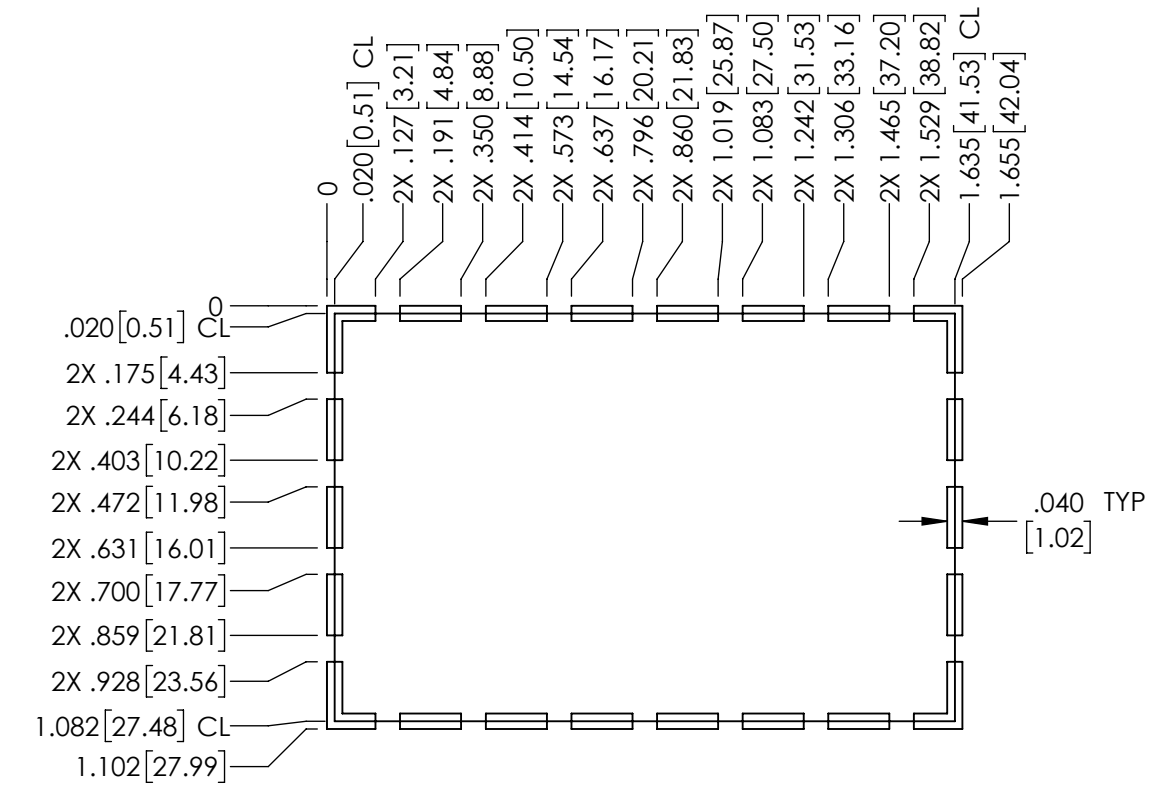 0
.020[0.51] CL
2X .127[3.21]
2X .191[4.84]
2X .350[8.88]
2X .414[10.50]
2X .573[14.54]
2X .637[16.17]
2X .796[20.21]
2X .860[21.83]
2X 1.019[25.87]
2X 1.083[27.50]
2X 1.242[31.53]
2X 1.306[33.16]
2X 1.465[37.20]
2X 1.529[38.82]
1.635[41.53] CL
1.655[42.04]
0
.020[0.51] CL
2X .175[4.43]
2X .244[6.18]
2X .403[10.22]
2X .472[11.98]
2X .631[16.01]
2X .700[17.77]
2X .859[21.81]
2X .928[23.56]
1.082[27.48] CL
1.102[27.99]
.040 TYP
[1.02]